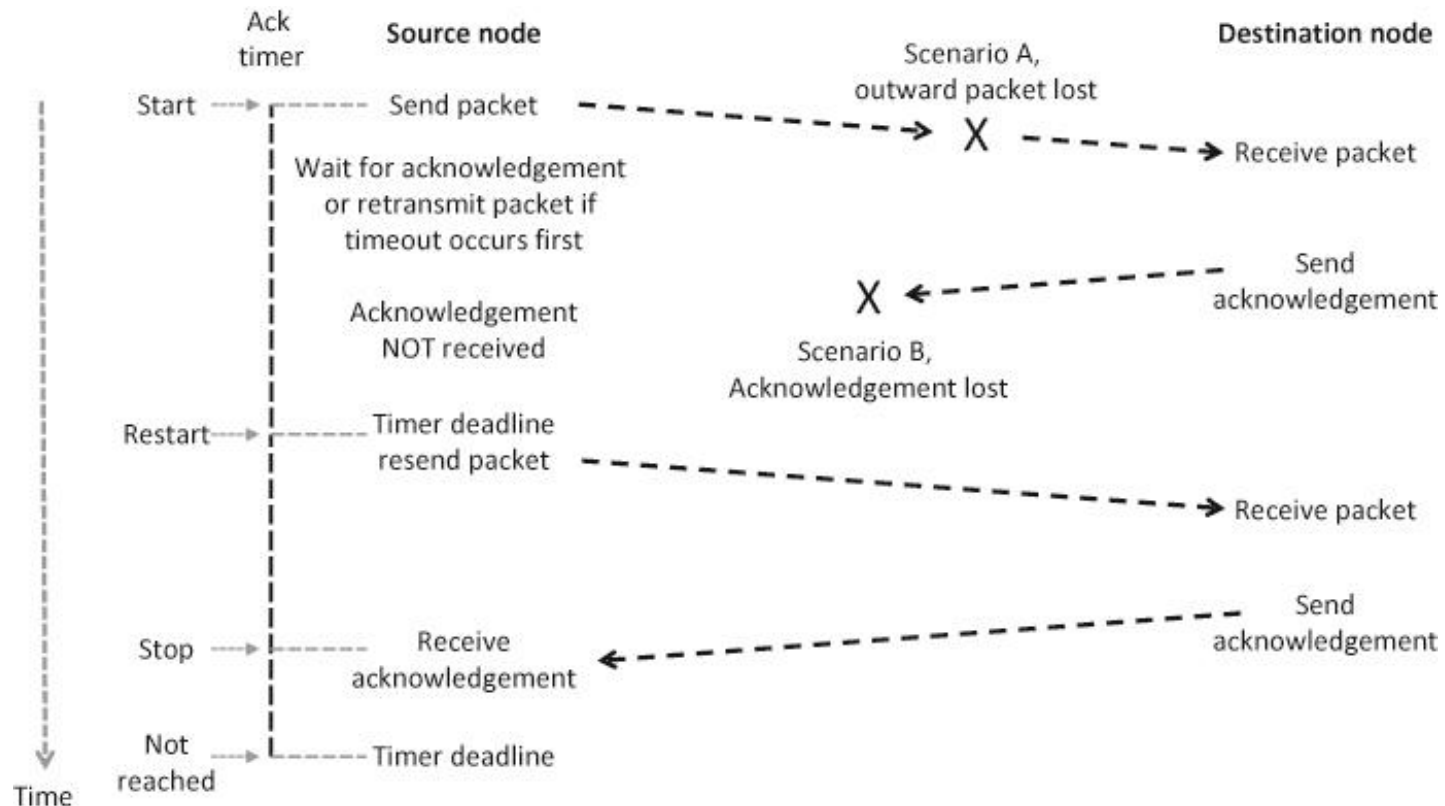 Ack
timer
Source node
Destination node
Scenario A,
outward packet lost
Start
Send packet
X
Receive packet
Wait for acknowledgement
or retransmit packet if
timeout occurs first
Send
acknowledgement
X
Acknowledgement
NOT received
Scenario B,
Acknowledgement lost
Restart
Timer deadline
resend packet
Receive packet
Send
acknowledgement
Stop
Receive
acknowledgement
Not
reached
Timer deadline
Time